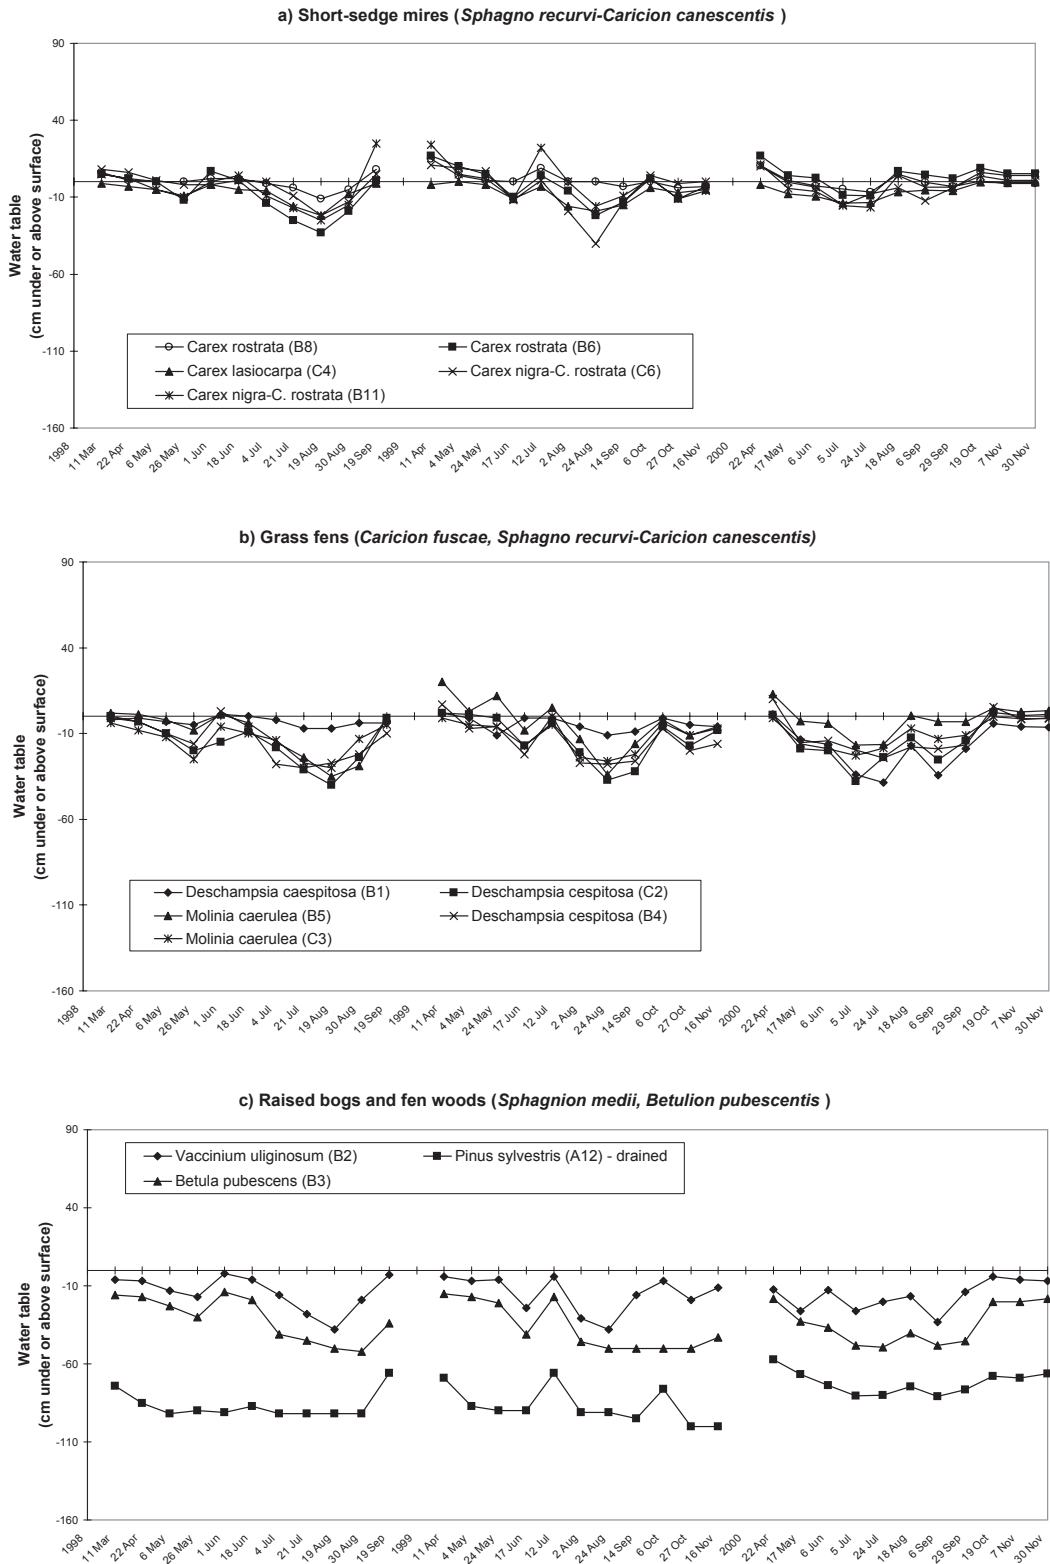 a) Short-sedge mires (Sphagno recurvi-Caricion canescentis )
90
40
-10
-60
-110
-160
Water table
(cm under or above surface)
Carex rostrata (B8)
Carex rostrata (B6)
Carex lasiocarpa (C4)
Carex nigra-C. rostrata (C6)
Carex nigra-C. rostrata (B11)
1998
11 Mar
22 Apr
6 May
26 May
1 Jun
18 Jun
4 Jul
21 Jul
19 Aug
30 Aug
19 Sep
1999
11 Apr
4 May
24 May
17 Jun
12 Jul
2 Aug
24 Aug
14 Sep
6 Oct
27 Oct
16 Nov
2000
22 Apr
17 May
6 Jun
5 Jul
24 Jul
18 Aug
6 Sep
29 Sep
19 Oct
7 Nov
30 Nov
b) Grass fens (Caricion fuscae, Sphagno recurvi-Caricion canescentis)
90
40
-10
-60
-110
-160
Water table
(cm under or above surface)
Deschampsia caespitosa (B1)
Deschampsia cespitosa (C2)
Molinia caerulea (B5)
Deschampsia cespitosa (B4)
Molinia caerulea (C3)
1998
11 Mar
22 Apr
6 May
26 May
1 Jun
18 Jun
4 Jul
21 Jul
19 Aug
30 Aug
19 Sep
1999
11 Apr
4 May
24 May
17 Jun
12 Jul
2 Aug
24 Aug
14 Sep
6 Oct
27 Oct
16 Nov
2000
22 Apr
17 May
6 Jun
5 Jul
24 Jul
18 Aug
6 Sep
29 Sep
19 Oct
7 Nov
30 Nov
c) Raised bogs and fen woods (Sphagnion medii, Betulion pubescentis )
90
40
-10
-60
-110
-160
Water table
(cm under or above surface)
Vaccinium uliginosum (B2)
Pinus sylvestris (A12) - drained
Betula pubescens (B3)
1998
11 Mar
22 Apr
6 May
26 May
1 Jun
18 Jun
4 Jul
21 Jul
19 Aug
30 Aug
19 Sep
1999
11 Apr
4 May
24 May
17 Jun
12 Jul
2 Aug
24 Aug
14 Sep
6 Oct
27 Oct
16 Nov
2000
22 Apr
17 May
6 Jun
5 Jul
24 Jul
18 Aug
6 Sep
29 Sep
19 Oct
7 Nov
30 Nov